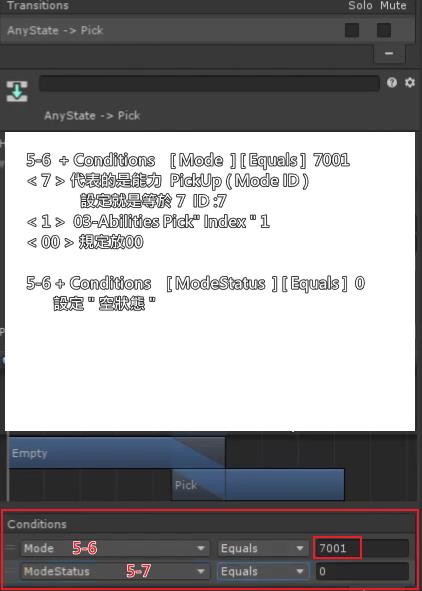 Transitions Solo Mute
AnyState -> Pick
AnyState -> Pick
5-6 + Conditions [ Mode ] [ Equals ] 7001
< 7 > 代表的是能力 PickUp ( Mode ID )
設定就是等於 7 ID :7
< 1 > 03-Abilities Pick" Index " 1
< 00 > 規定放00
5-6 + Conditions [ ModeStatus ] [ Equals ] 0
設定 " 空狀態 "
Empty
Pick
Conditions
Mode 5-6 Equals 7001
ModeStatus 5-7 Equals 0